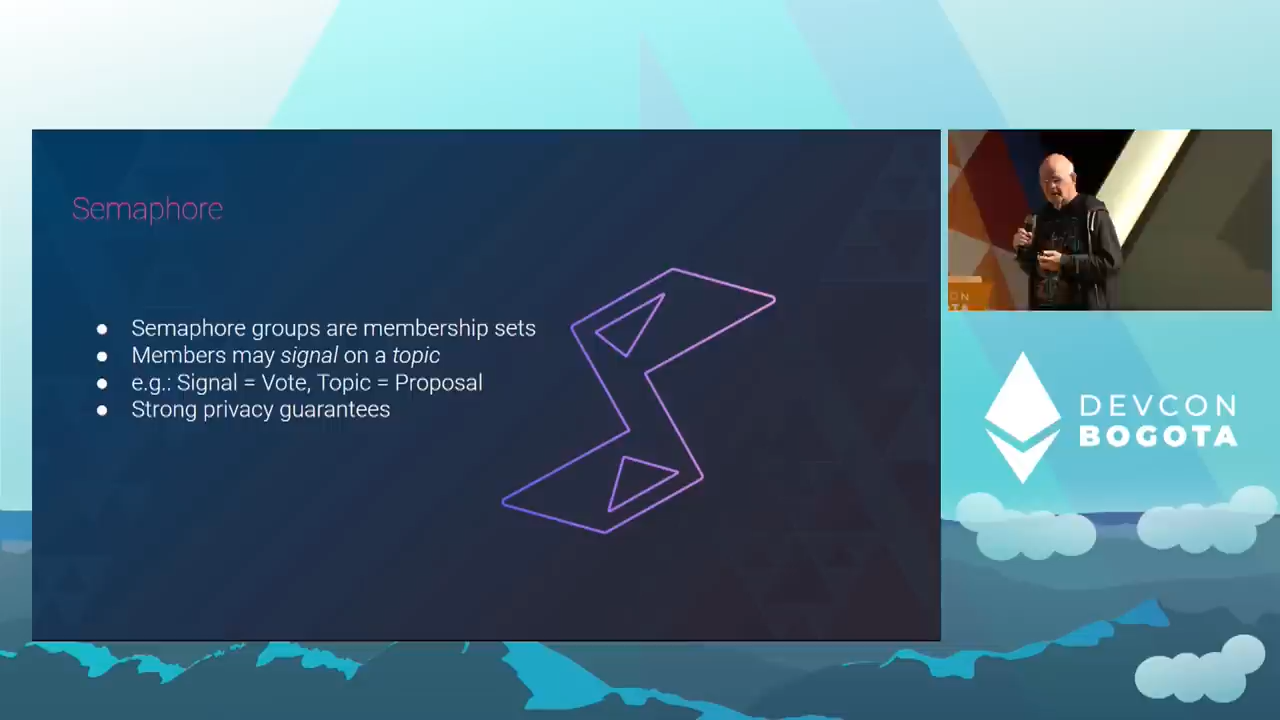 Semaphore
● Semaphore groups are membership sets
● Members may signal on a topic
● e.g.: Signal = Vote, Topic = Proposal
● Strong privacy guarantees
DEVCON
BOGOTA